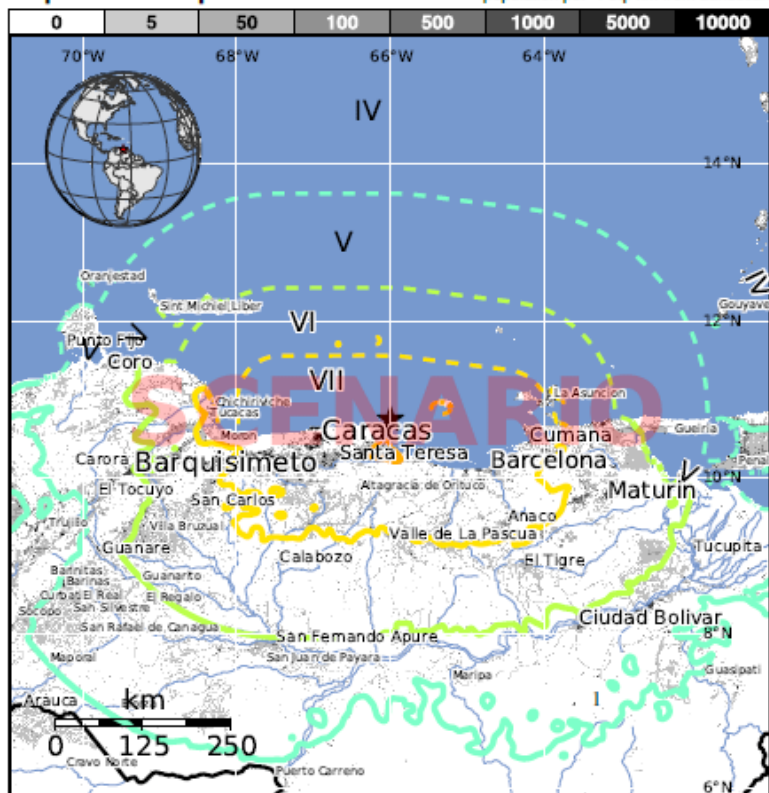 0 5 50 100 500 1000 5000 10000
70°W 68°W 66°W 64°W
IV
14°N
V
Oranjestad
IV
Sint Michiel Liber
Gouyave
VI
12°N
Punto Fijo
V
V
Coro
VII
SCENARIO
Chichiriviche
La Asuncion
Tucacas
Moron
Caracas
Cumana
Gueiria
Carora
Barquisimeto
Santa Teresa
Barcelona
Penal
10°N
V
El Tocuyo
San Carlos
Altagracia de Orituco
Maturin
Trujillo
Villa Bruzual
Anaco
Guanare
Valle de La Pascua
Tucupita
Calabozo
El Tigre
Barinitas
Barinas
Guanarito
Curbati El Real
El Regalo
Socopo
San Silvestre
Ciudad Bolivar
San Rafael de Canagua
San Fernando Apure
8°N
Maporal
San Juan de Payara
Maripa
Guasipati
Arauca
km
0 125 250
Cravo Norte
Puerto Carreno
6°N